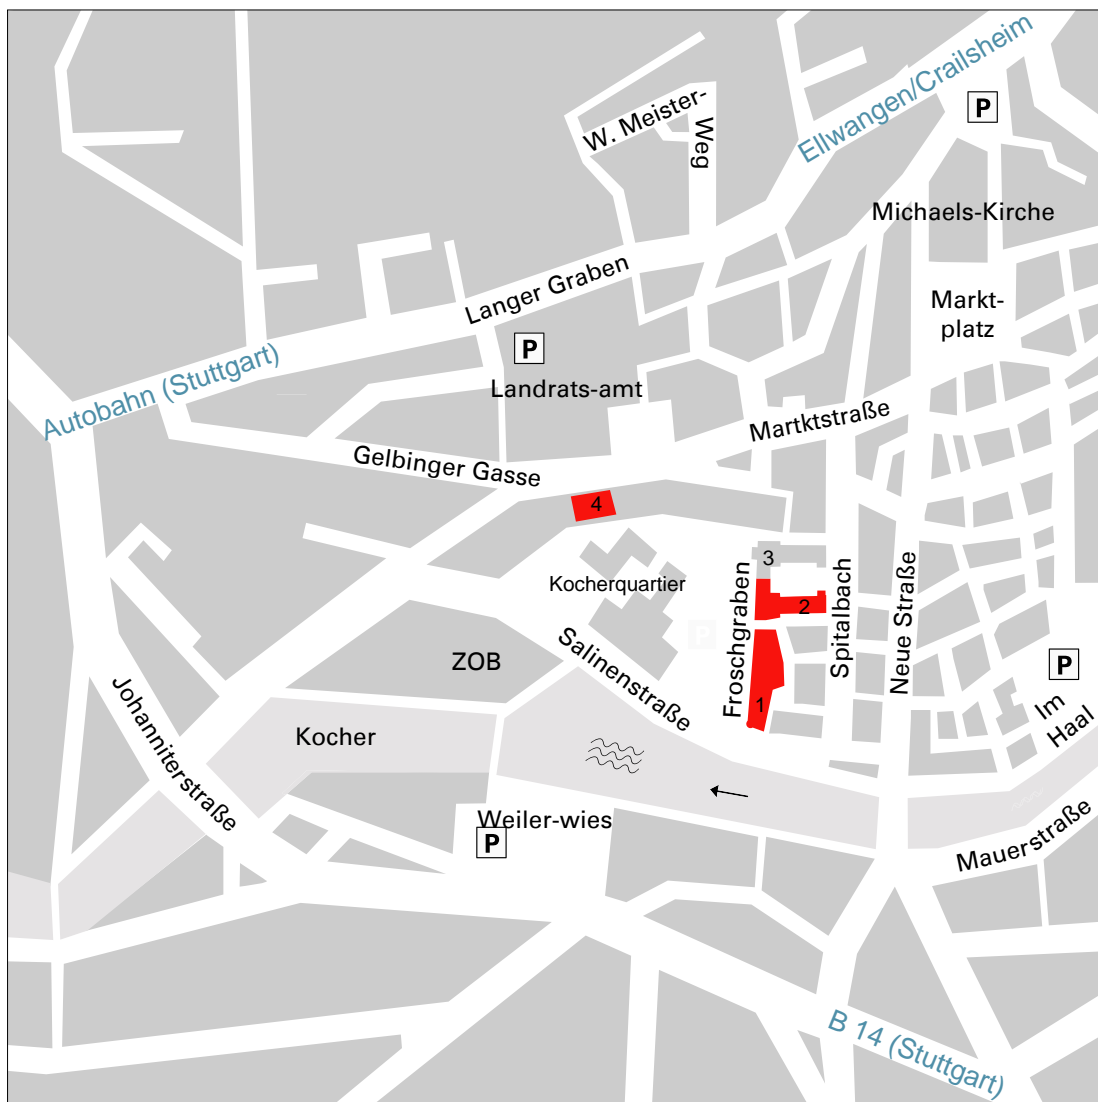 Ellwangen/Crailsheim
P
W. Meister-
Weg
Michaels-Kirche
Langer Graben
Markt-
platz
P
Autobahn (Stuttgart)
Landrats-amt
Martktstraße
Gelbinger Gasse
4
3
Kocherquartier
Froschgraben
2
Spitalbach
Neue Straße
P
Salinenstraße
ZOB
P
1
Im
Haal
Johanniterstraße
Kocher
Weiler-wies
P
Mauerstraße
B 14 (Stuttgart)